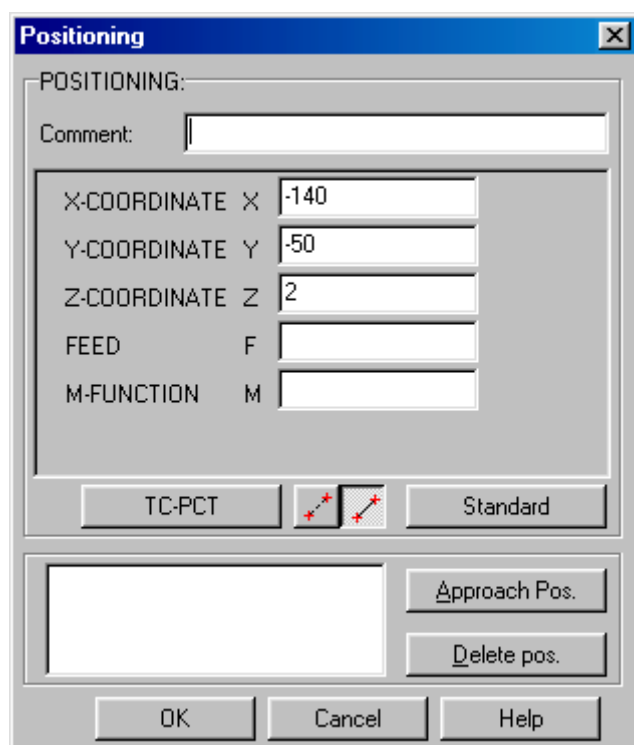 Positioning
POSITIONING:
Comment:
X-COORDINATE X -140
Y-COORDINATE Y -50
Z-COORDINATE Z 2
FEED F
M-FUNCTION M
TC-PCT Standard
Approach Pos.
Delete pos.
OK Cancel Help